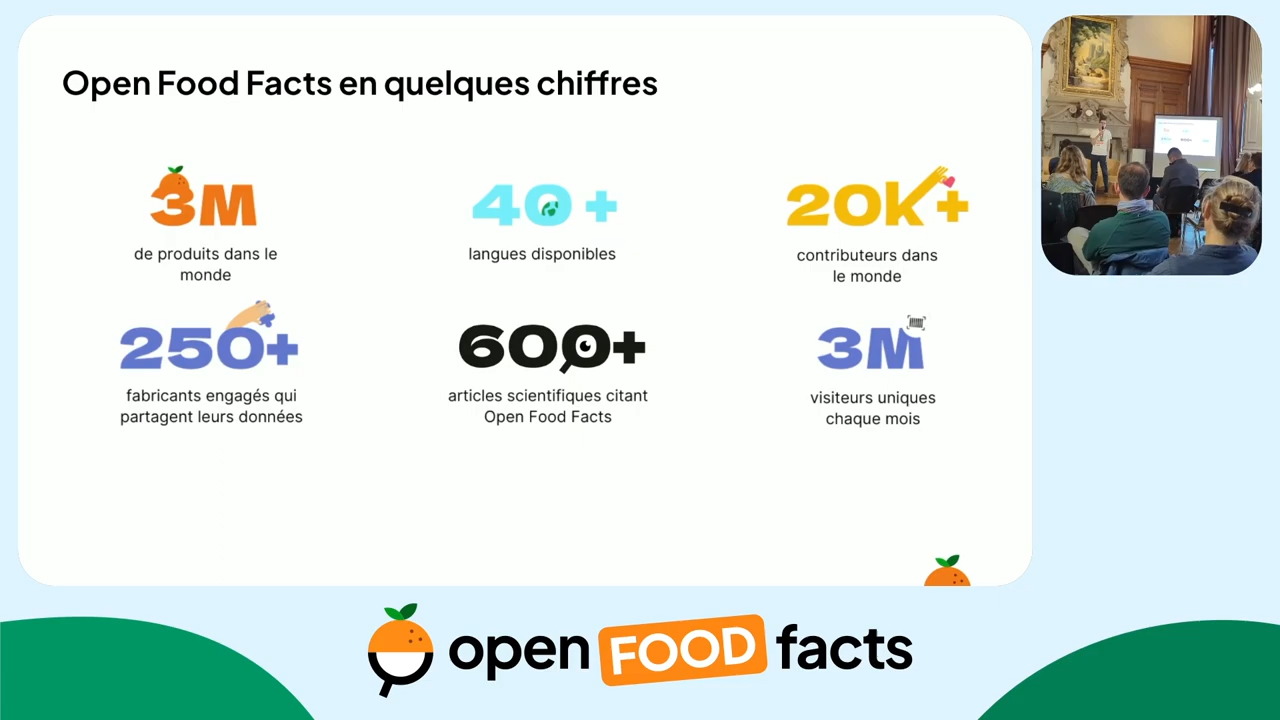 Open Food Facts en quelques chiffres
3M
de produits dans le
monde
40 +
langues disponibles
20K+
contributeurs dans
le monde
250+
fabricants engagés qui
partagent leurs données
600+
articles scientifiques citant
Open Food Facts
3M
visiteurs uniques
chaque mois
open FOOD facts